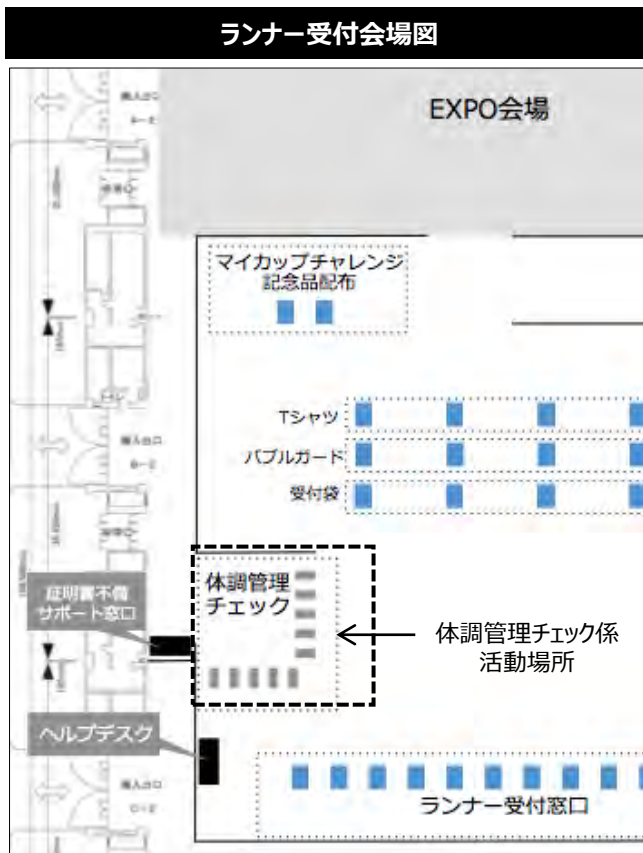 ランナー受付会場図
EXPO会場
マイカップチャレンジ
記念品配布
Tシャツ
バブルガード
受付袋
体調管理
チェック
証明書不備
サポート窓口
体調管理チェック係
活動場所
ヘルプデスク
ランナー受付窓口